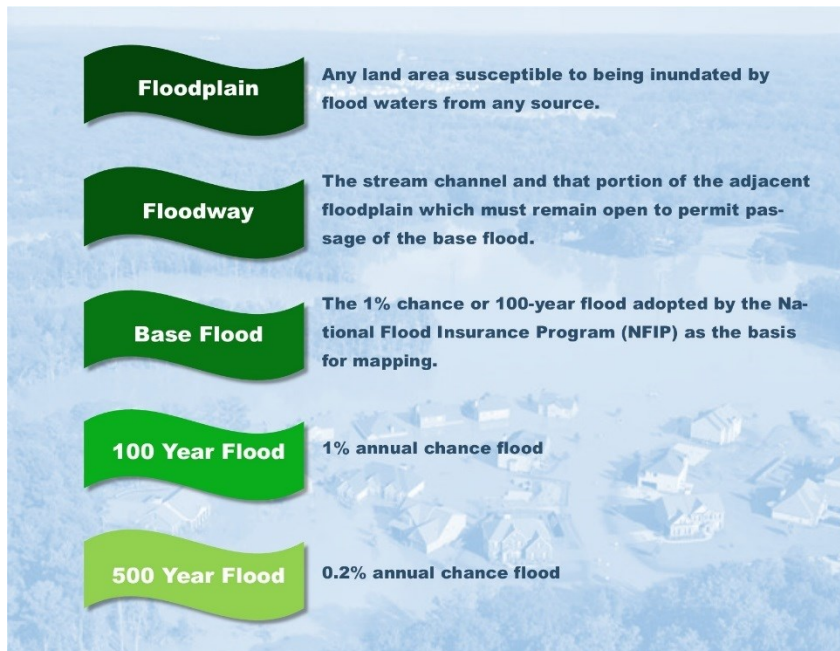 Floodplain
Any land area susceptible to being inundated by
flood waters from any source.
Floodway
The stream channel and that portion of the adjacent
floodplain which must remain open to permit pas-
sage of the base flood.
Base Flood
The 1% chance or 100-year flood adopted by the Na-
tional Flood Insurance Program (NFIP) as the basis
for mapping.
100 Year Flood
1% annual chance flood
500 Year Flood
0.2% annual chance flood